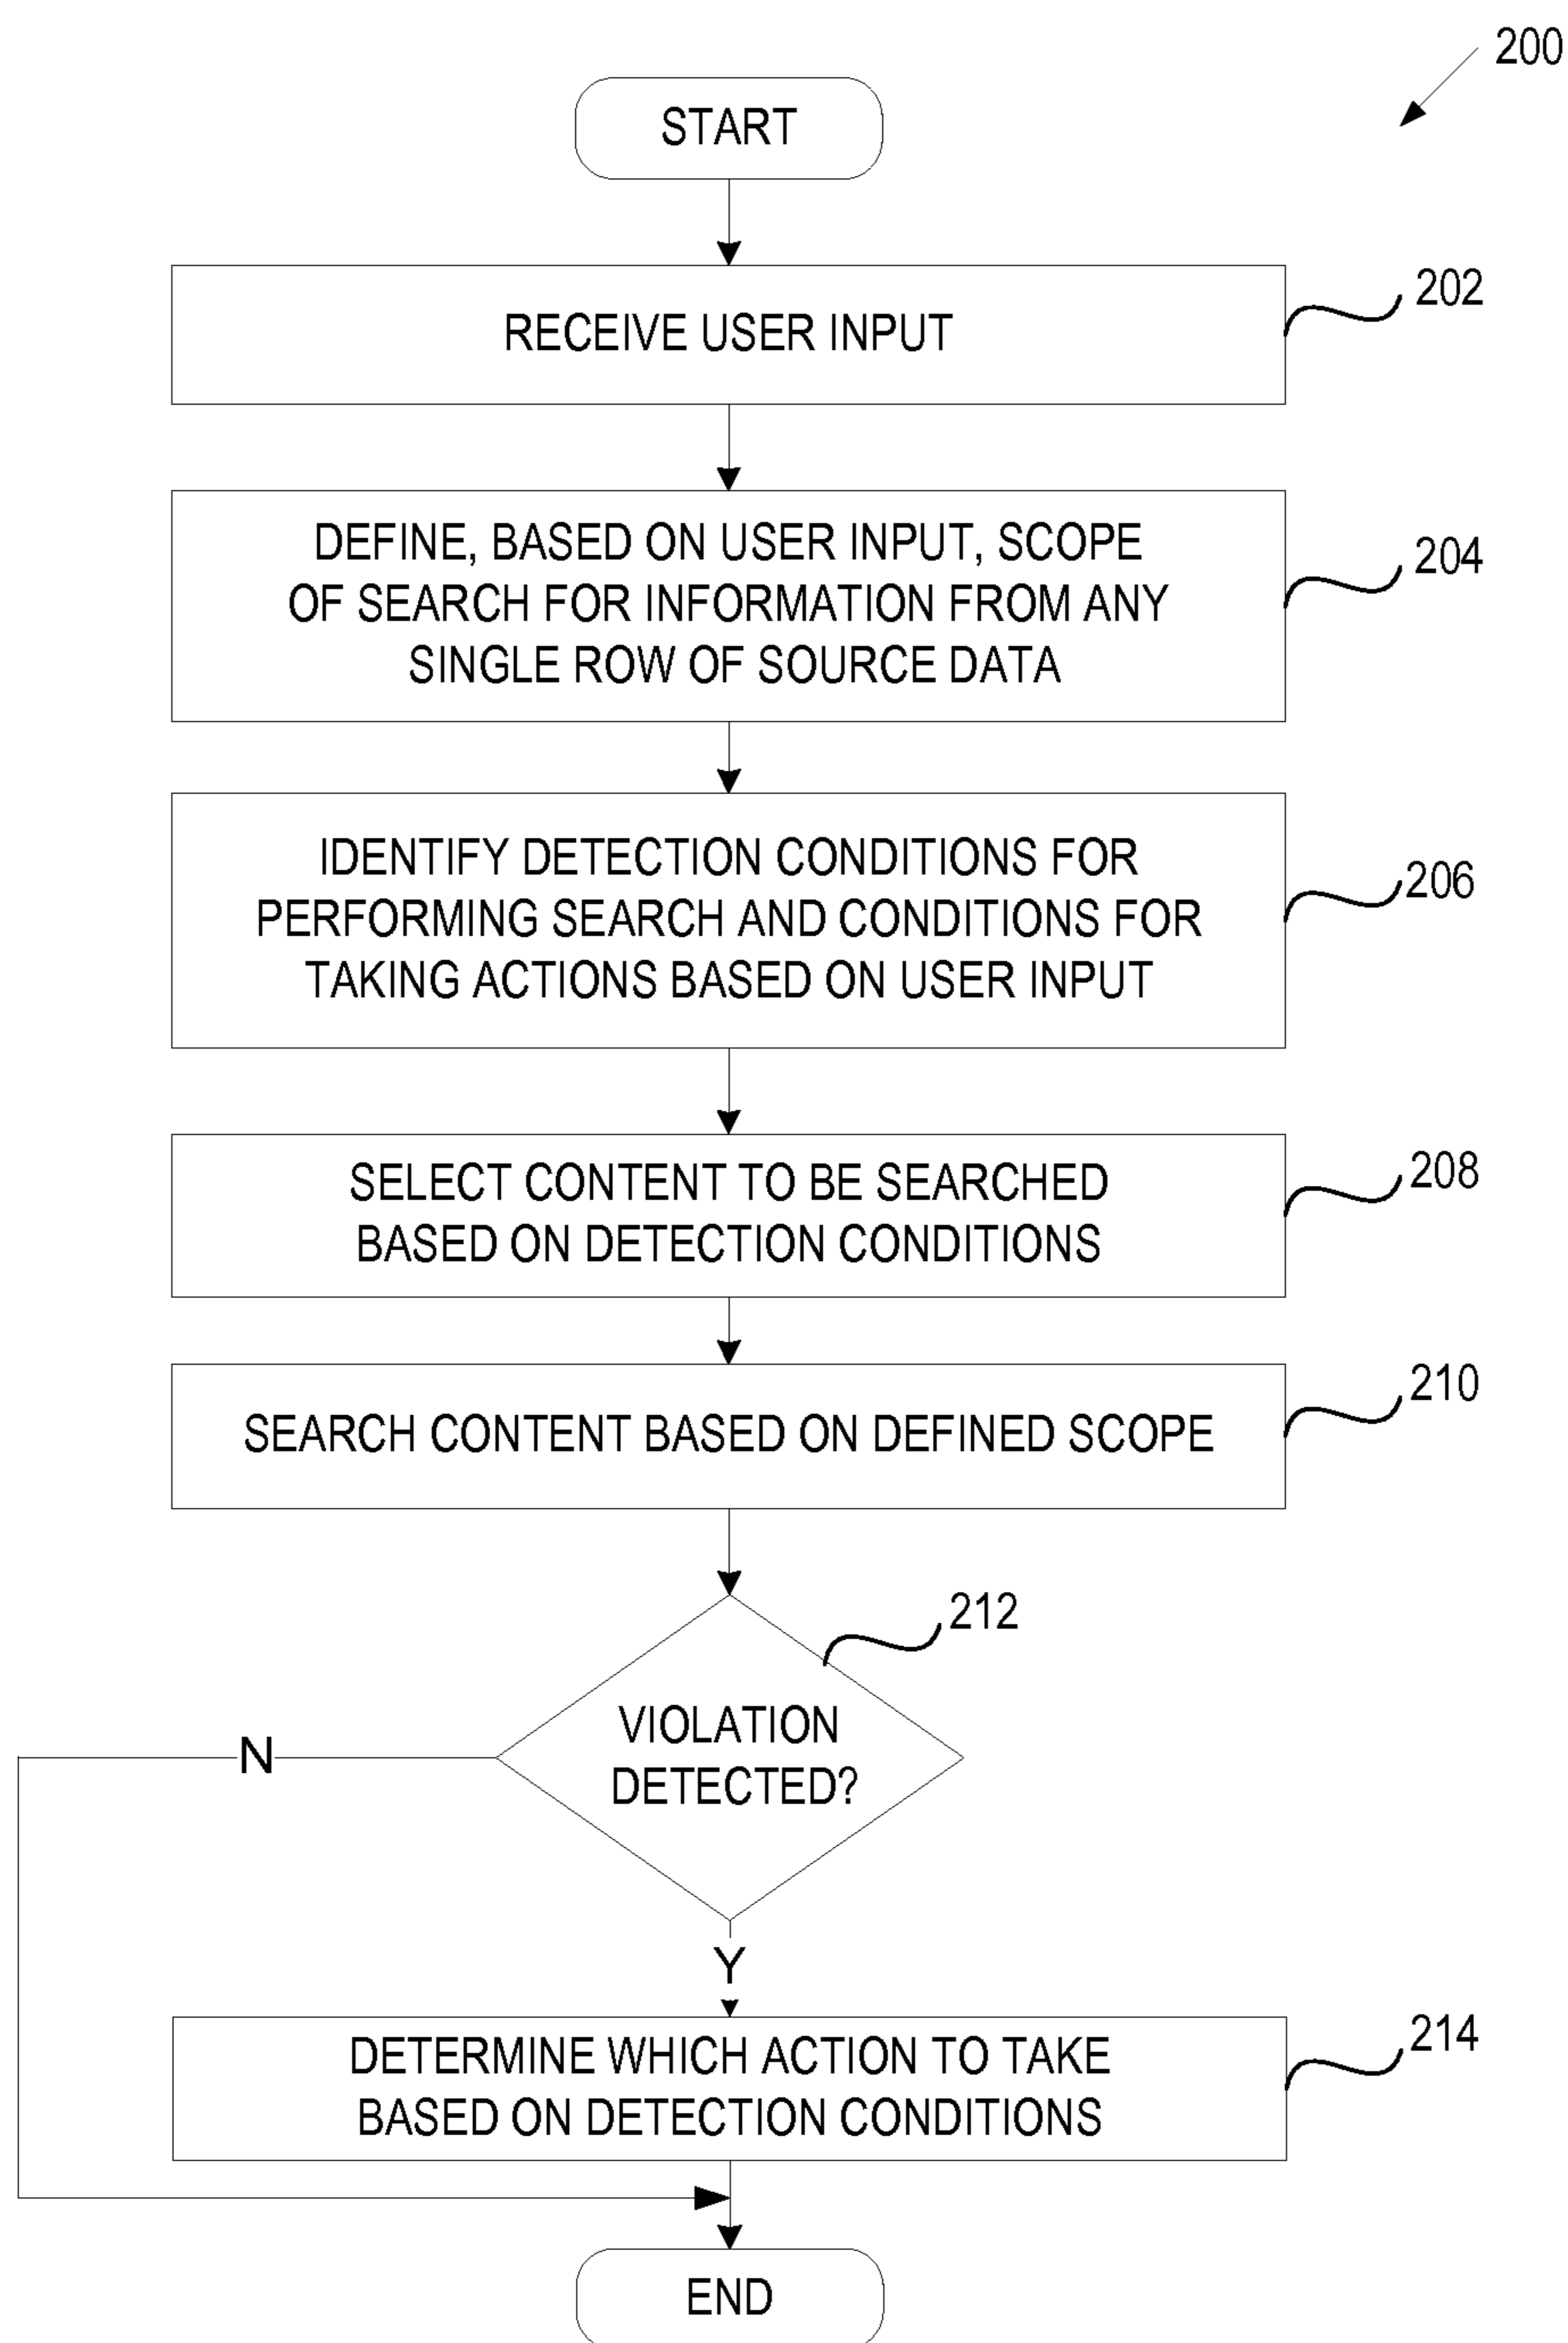 200
START
202
RECEIVE USER INPUT
204
DEFINE, BASED ON USER INPUT, SCOPE
OF SEARCH FOR INFORMATION FROM ANY
SINGLE ROW OF SOURCE DATA
206
IDENTIFY DETECTION CONDITIONS FOR
PERFORMING SEARCH AND CONDITIONS FOR
TAKING ACTIONS BASED ON USER INPUT
208
SELECT CONTENT TO BE SEARCHED
BASED ON DETECTION CONDITIONS
210
SEARCH CONTENT BASED ON DEFINED SCOPE
212
VIOLATION
DETECTED?
N
Y
214
DETERMINE WHICH ACTION TO TAKE
BASED ON DETECTION CONDITIONS
END